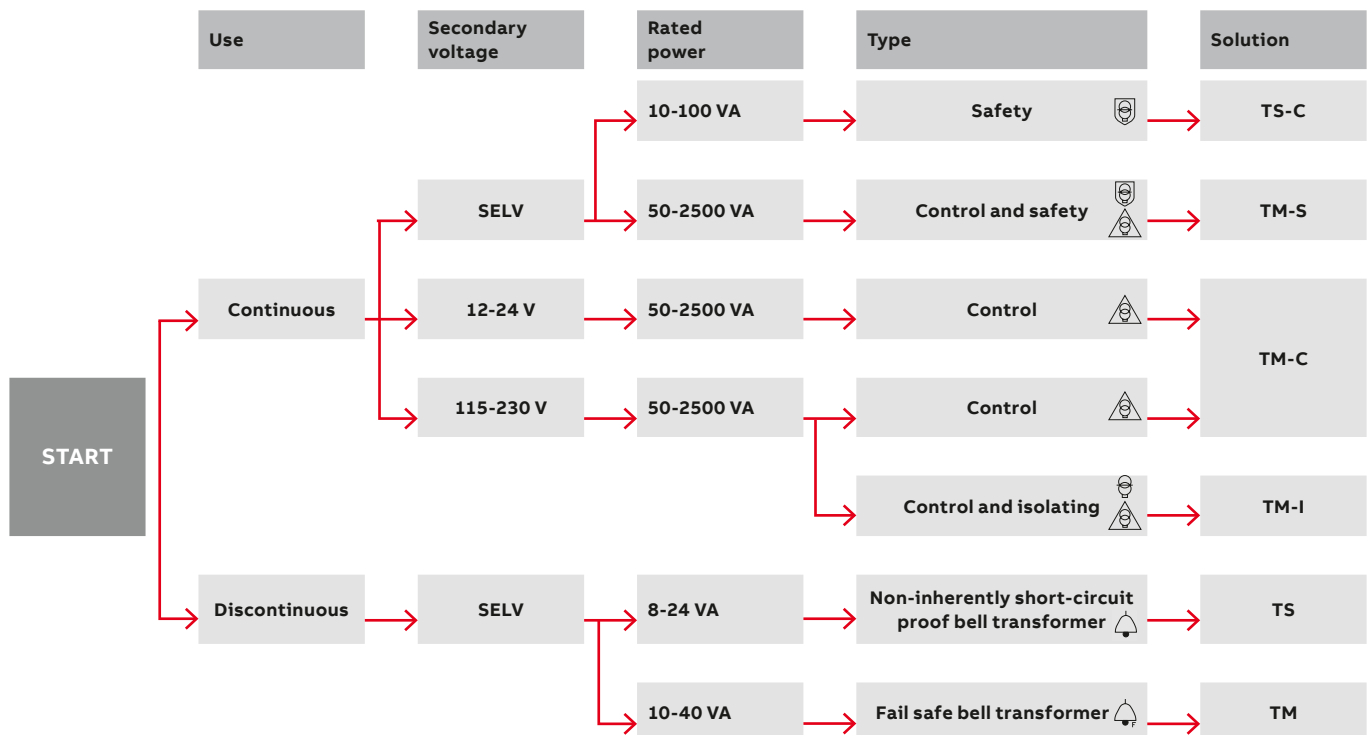 Use
Secondary
voltage
Rated
power
Type
Solution
10-100 VA
Safety
TS-C
SELV
50-2500 VA
Control and safety
TM-S
Continuous
12-24 V
50-2500 VA
Control
TM-C
115-230 V
50-2500 VA
Control
START
Control and isolating
TM-I
Discontinuous
SELV
8-24 VA
Non-inherently short-circuit
proof bell transformer
TS
10-40 VA
Fail safe bell transformer
F
TM